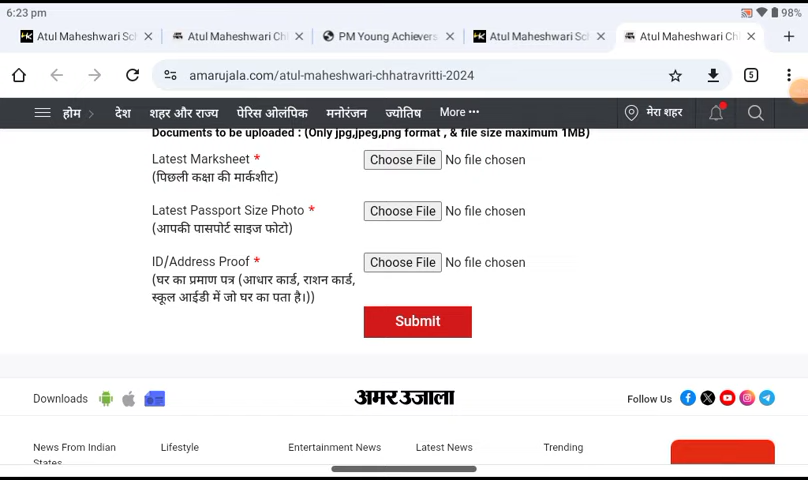 6:23 pm
98%
Atul Maheshwari Sch
Atul Maheshwari Ch
PM Young Achievers
Atul Maheshwari Sc
Atul Maheshwari Ch
amarujala.com/atul-maheshwari-chhatravritti-2024
5
होम
देश
शहर और राज्य
पेरिस ओलंपिक
मनोरंजन
ज्योतिष
More
मेरा शहर
Documents to be uploaded : (Only jpg,jpeg,png format , & file size maximum 1MB)
Latest Marksheet *
Choose File No file chosen
(पिछली कक्षा की मार्कशीट)
Latest Passport Size Photo *
Choose File No file chosen
(आपकी पासपोर्ट साइज फोटो)
ID/Address Proof *
Choose File No file chosen
(घर का प्रमाण पत्र (आधार कार्ड, राशन कार्ड,
स्कूल आईडी में जो घर का पता है।))
Submit
Downloads
अमर उजाला
Follow Us
News From Indian
States
Lifestyle
Entertainment News
Latest News
Trending